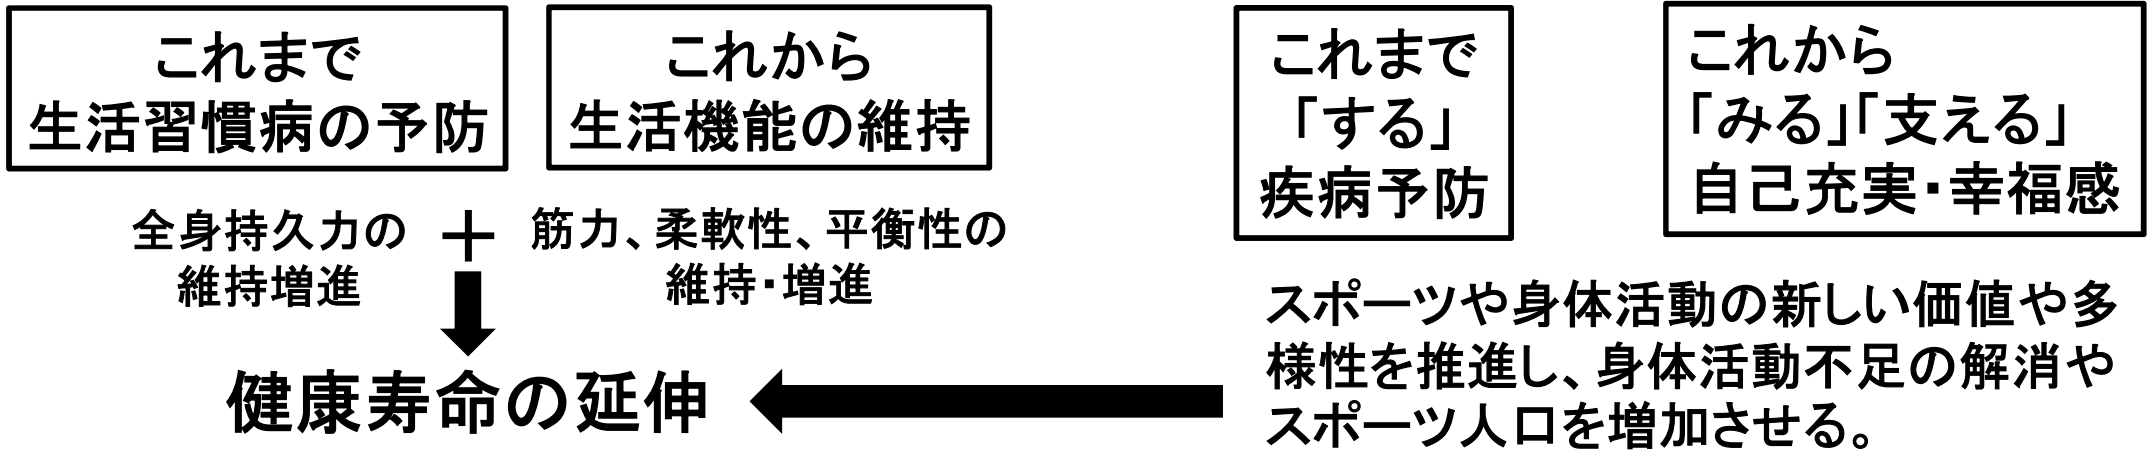 これまで
生活習慣病の予防
これから
生活機能の維持
全身持久力の
維持増進
＋
筋力、柔軟性、平衡性の
維持・増進
健康寿命の延伸
これまで
「する」
疾病予防
これから
「みる」「支える」
自己充実・幸福感
スポーツや身体活動の新しい価値や多
様性を推進し、身体活動不足の解消や
スポーツ人口を増加させる。